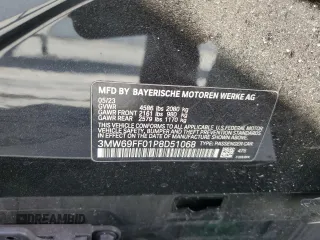 MFD BY BAYERISCHE MOTOREN WERKE AG
05/23
GVWR 4586 lbs 2080 kg
GAWR FRONT 2161 lbs 980 kg
GAWR REAR 2579 lbs 1170 kg
THIS VEHICLE CONFORMS TO ALL APPLICABLE
FEDERAL MOTOR VEHICLE SAFETY, BUMPER, AND
THEFT PREVENTION STANDARDS IN EFFECT ON THE
DATE OF MANUFACTURE SHOWN ABOVE.
3MW69FF01P8D51068 TYPE: PASSENGER CAR
475
DREAMBID